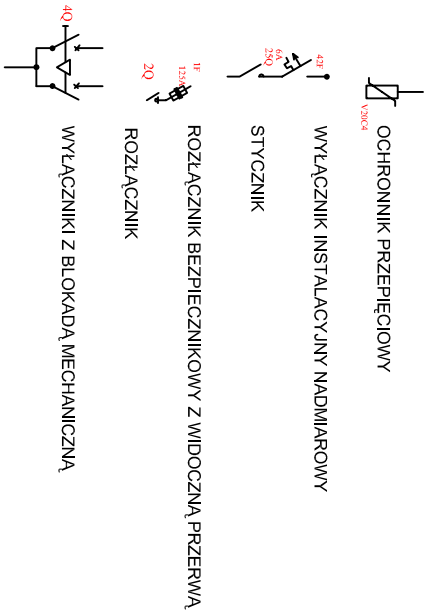 V20C4
OCHRONNIK PRZEPIĘCIOWY
42F
6A
WYŁĄCZNIK INSTALACYJNY NADMIAROWY
25Q
STYCZNIK
1F
125A
ROZŁĄCZNIK BEZPIECZNIKOWY Z WIDOCZNĄ PRZERWĄ
2Q
ROZŁĄCZNIK
4Q
WYŁĄCZNIKI Z BLOKADĄ MECHANICZNĄ